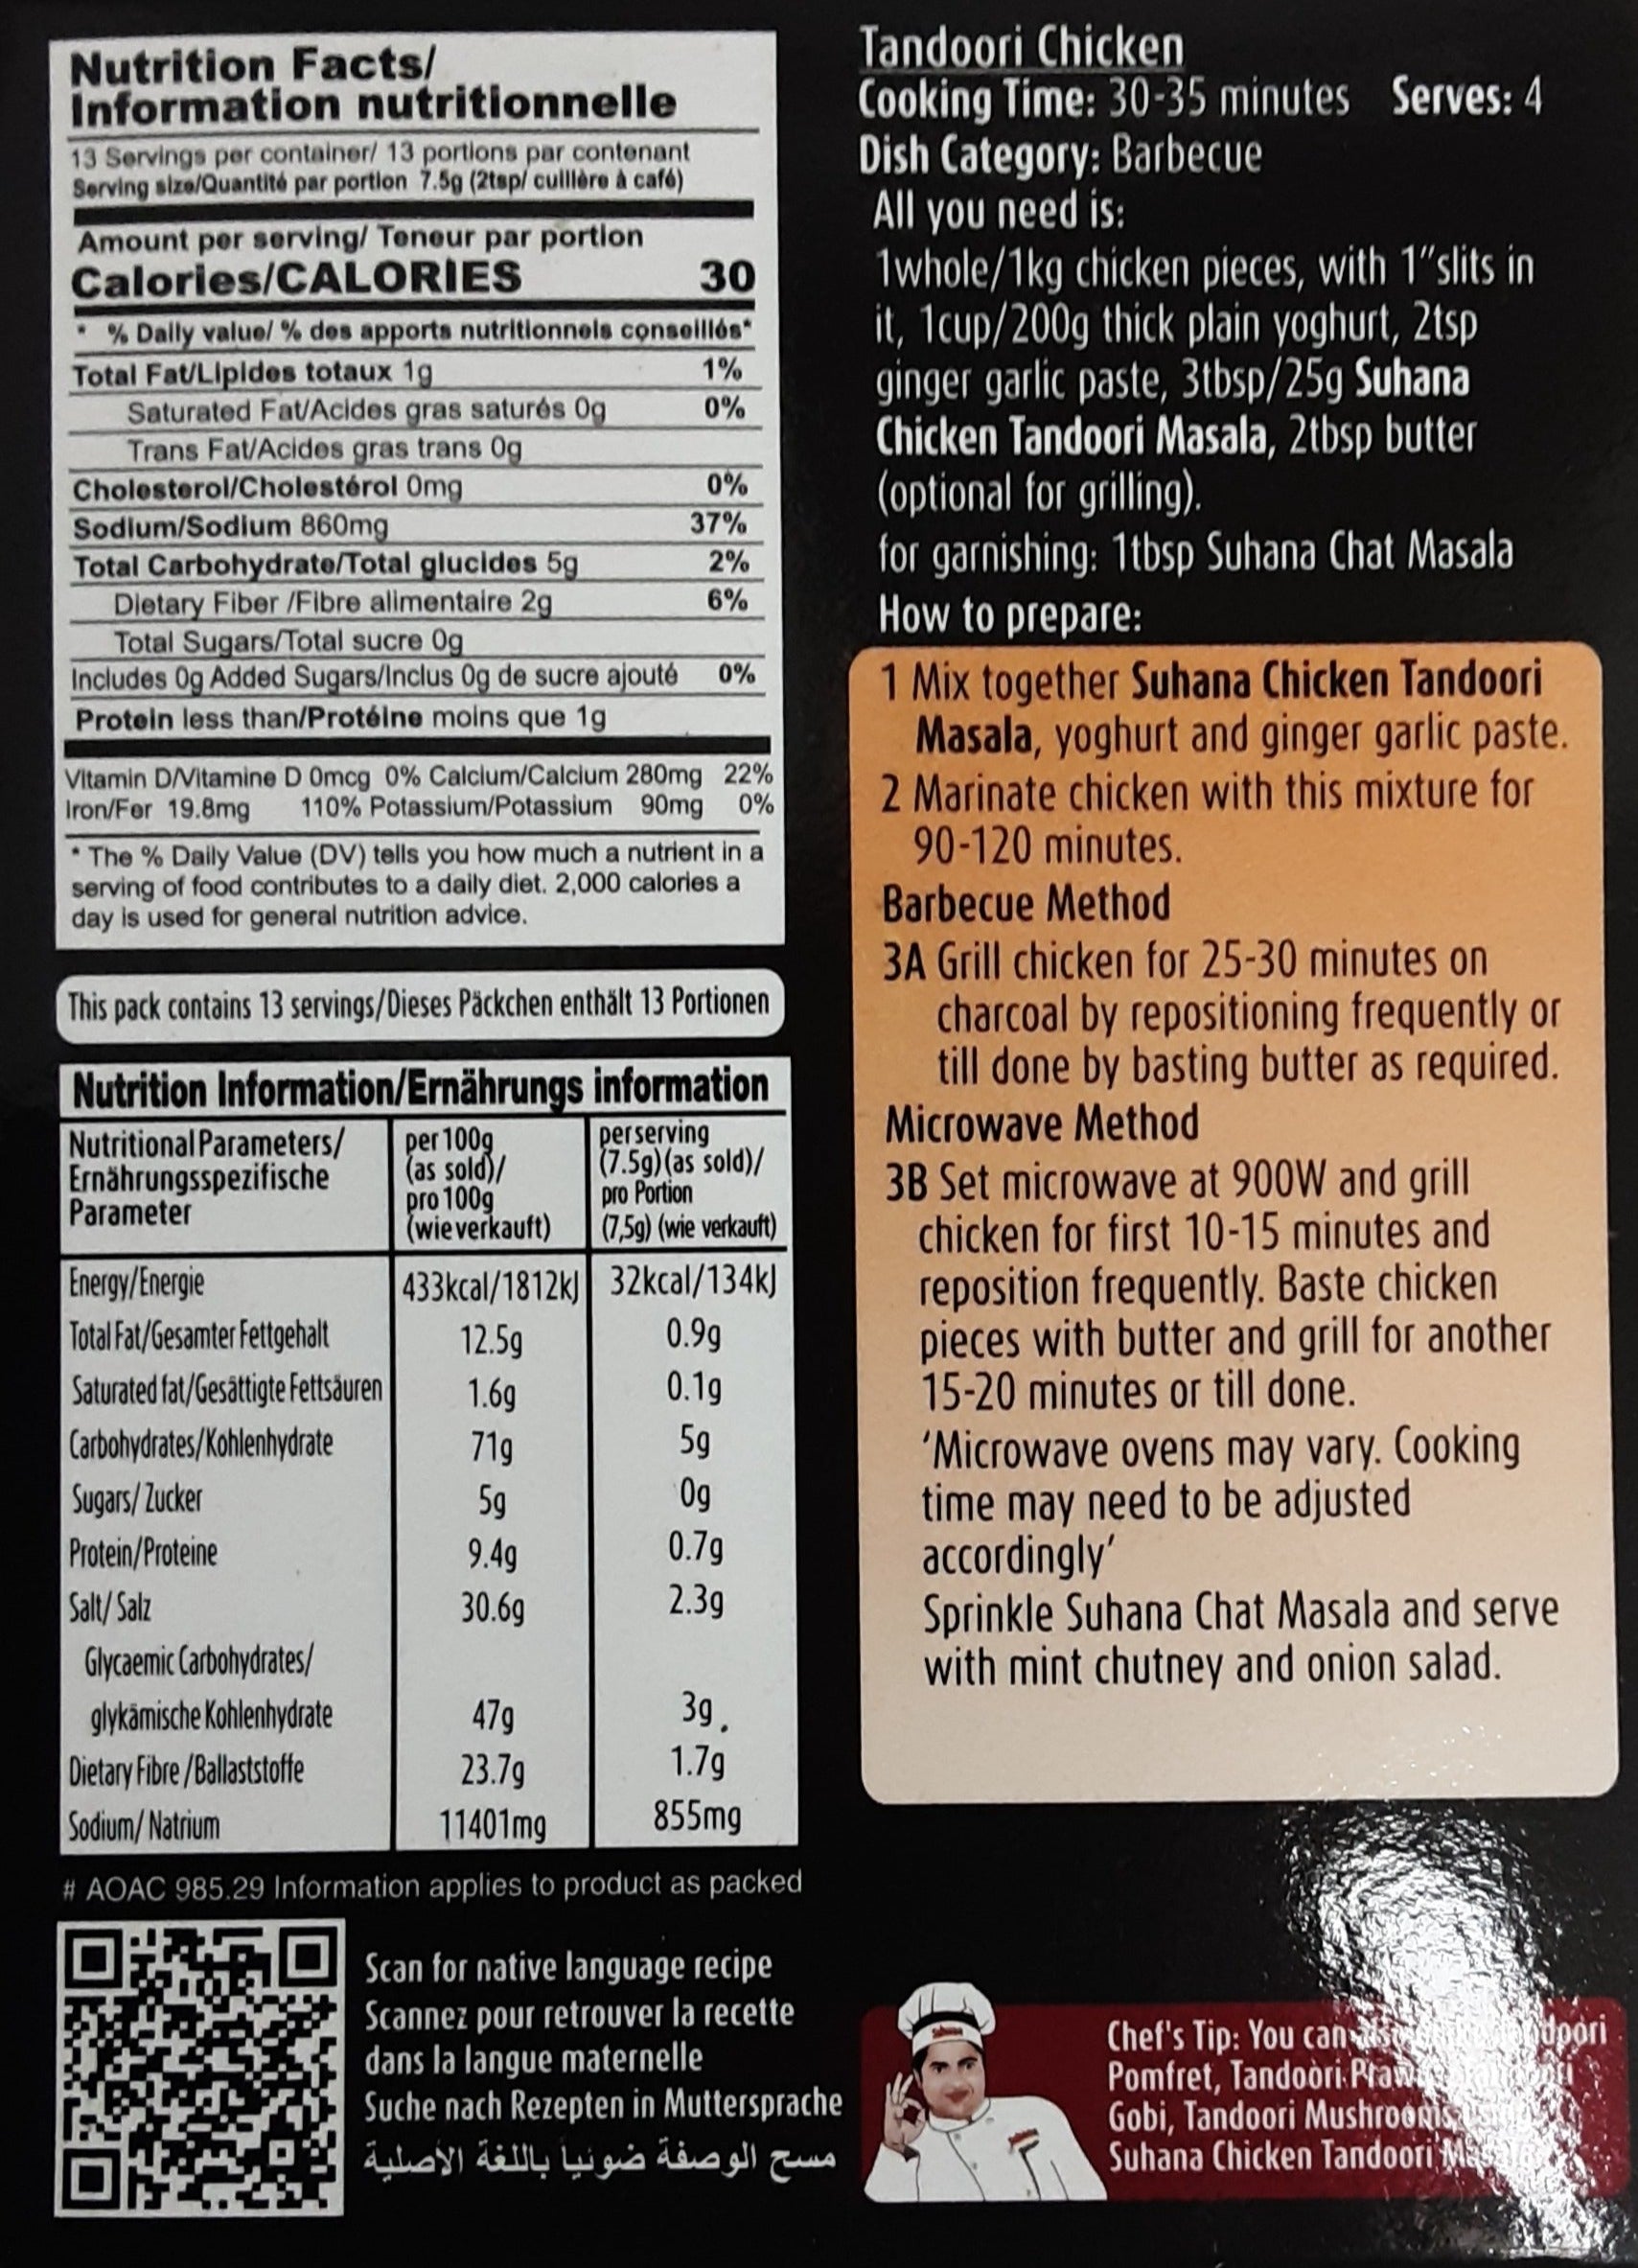 Nutrition Facts/
Information nutritionnelle
13 Servings per container/ 13 portions par contenant
Serving size/Quantité par portion 7.5g (2tsp/ cuillère à café)
Amount per serving/ Teneur par portion
Calories/CALORIES 30
* % Daily value/ % des apports nutritionnels conseillés*
Total Fat/Lipides totaux 1g 1%
Saturated Fat/Acides gras saturés 0g 0%
Trans Fat/Acides gras trans 0g
Cholesterol/Cholestérol 0mg 0%
Sodium/Sodium 860mg 37%
Total Carbohydrate/Total glucides 5g 2%
Dietary Fiber /Fibre alimentaire 2g 6%
Total Sugars/Total sucre 0g
Includes 0g Added Sugars/Inclus 0g de sucre ajouté 0%
Protein less than/Protéine moins que 1g
Vitamin D/Vitamine D 0mcg 0% Calcium/Calcium 280mg 22%
Iron/Fer 19.8mg 110% Potassium/Potassium 90mg 0%
* The % Daily Value (DV) tells you how much a nutrient in a
serving of food contributes to a daily diet. 2,000 calories a
day is used for general nutrition advice.
This pack contains 13 servings/Dieses Päckchen enthält 13 Portionen
Nutrition Information/Ernährungs information
Nutritional Parameters/
Ernährungsspezifische
Parameter
per 100g
(as sold)/
pro 100g
(wie verkauft)
per serving
(7.5g)(as sold)/
pro Portion
(7,5g) (wie verkauft)
Energy/Energie 433kcal/1812kJ 32kcal/134kJ
Total Fat/Gesamter Fettgehalt 12.5g 0.9g
Saturated fat/Gesättigte Fettsäuren 1.6g 0.1g
Carbohydrates/Kohlenhydrate 71g 5g
Sugars/ Zucker 5g 0g
Protein/Proteine 9.4g 0.7g
Salt/ Salz 30.6g 2.3g
Glycaemic Carbohydrates/
glykämische Kohlenhydrate 47g 3g
Dietary Fibre /Ballaststoffe 23.7g 1.7g
Sodium/ Natrium 11401mg 855mg
# AOAC 985.29 Information applies to product as packed
Scan for native language recipe
Scannez pour retrouver la recette
dans la langue maternelle
Suche nach Rezepten in Muttersprache
مسح الوصفة ضوئيا باللغة الأصلية
Tandoori Chicken
Cooking Time: 30-35 minutes Serves: 4
Dish Category: Barbecue
All you need is:
1whole/1kg chicken pieces, with 1"slits in
it, 1cup/200g thick plain yoghurt, 2tsp
ginger garlic paste, 3tbsp/25g Suhana
Chicken Tandoori Masala, 2tbsp butter
(optional for grilling).
for garnishing: 1tbsp Suhana Chat Masala
How to prepare:
1 Mix together Suhana Chicken Tandoori
Masala, yoghurt and ginger garlic paste.
2 Marinate chicken with this mixture for
90-120 minutes.
Barbecue Method
3A Grill chicken for 25-30 minutes on
charcoal by repositioning frequently or
till done by basting butter as required.
Microwave Method
3B Set microwave at 900W and grill
chicken for first 10-15 minutes and
reposition frequently. Baste chicken
pieces with butter and grill for another
15-20 minutes or till done.
'Microwave ovens may vary. Cooking
time may need to be adjusted
accordingly'
Sprinkle Suhana Chat Masala and serve
with mint chutney and onion salad.
Chef's Tip: You can
Pomfret, Tandoori
Gobi, Tandoori
Suhana Chicken Tandoori